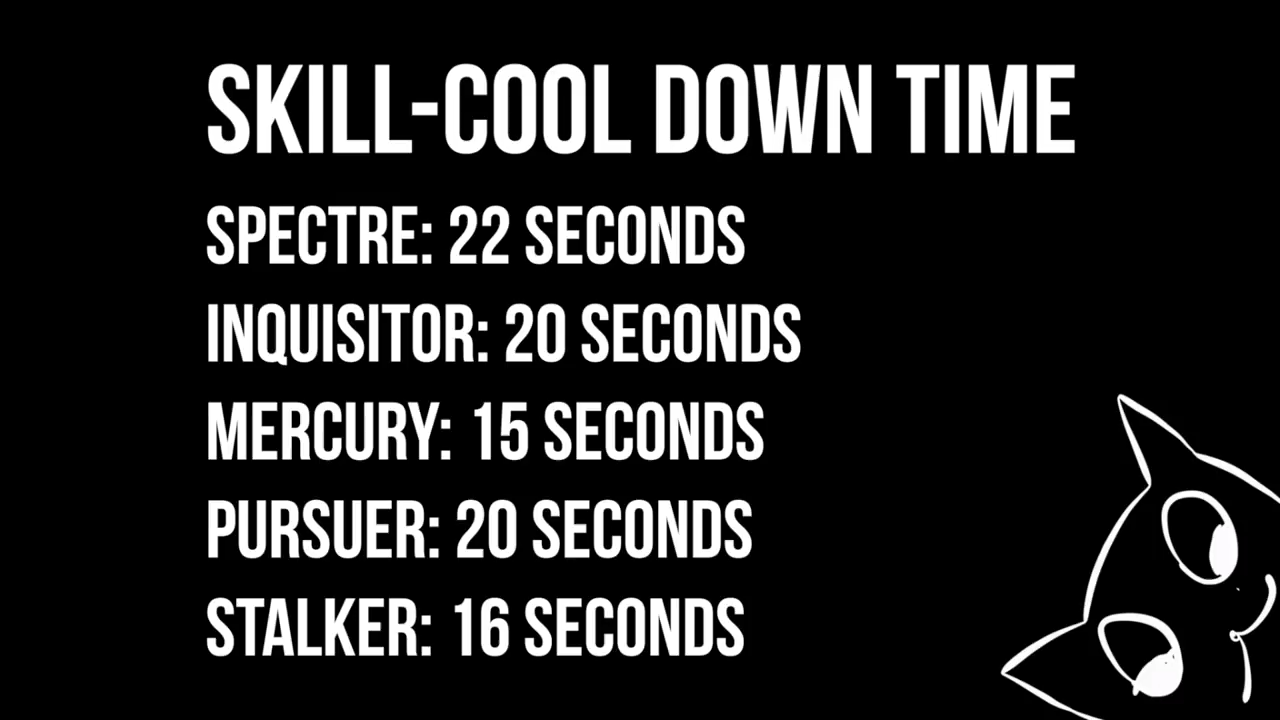 SKILL-COOL DOWN TIME
SPECTRE: 22 SECONDS
INQUISITOR: 20 SECONDS
MERCURY: 15 SECONDS
PURSUER: 20 SECONDS
STALKER: 16 SECONDS